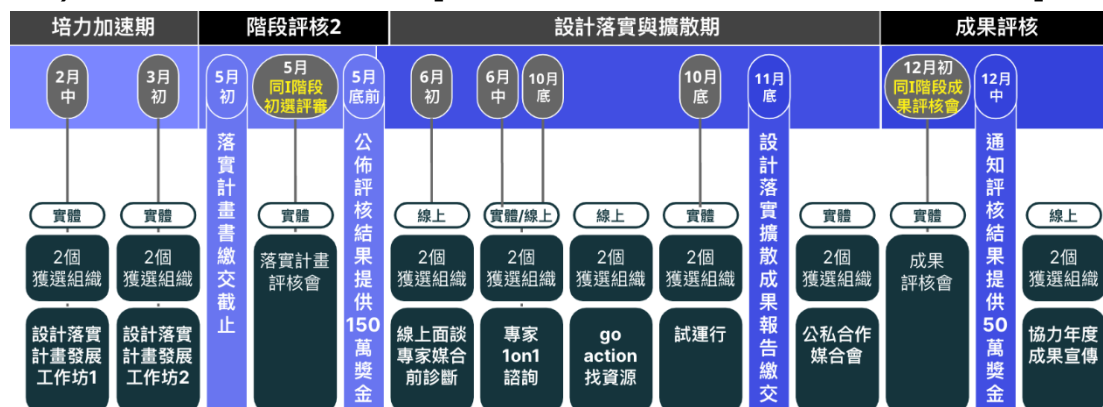 培力加速期
階段評核2
設計落實與擴散期
成果評核
2月
中
3月
初
5月
初
5月
同I階段
初選評審
5月
底前
6月
初
6月
中
10月
底
10月
底
11月
底
12月初
同I階段成
果評核會
12月
中
落實計畫書繳交截止
公佈評核結果提供150萬獎金
設計落實擴散成果報告繳交
通知評核結果提供50萬獎金
實體
實體
實體
線上
實體/線上
線上
實體
實體
實體
線上
2個
獲選組織
2個
獲選組織
落實計畫
評核會
2個
獲選組織
2個
獲選組織
2個
獲選組織
2個
獲選組織
2個
獲選組織
成果
評核會
2個
獲選組織
設計落實
計畫發展
工作坊1
設計落實
計畫發展
工作坊2
線上面談
專家媒合
前診斷
專家
1on1
諮詢
go
action
找資源
試運行
公私合作
媒合會
協力年度
成果宣傳